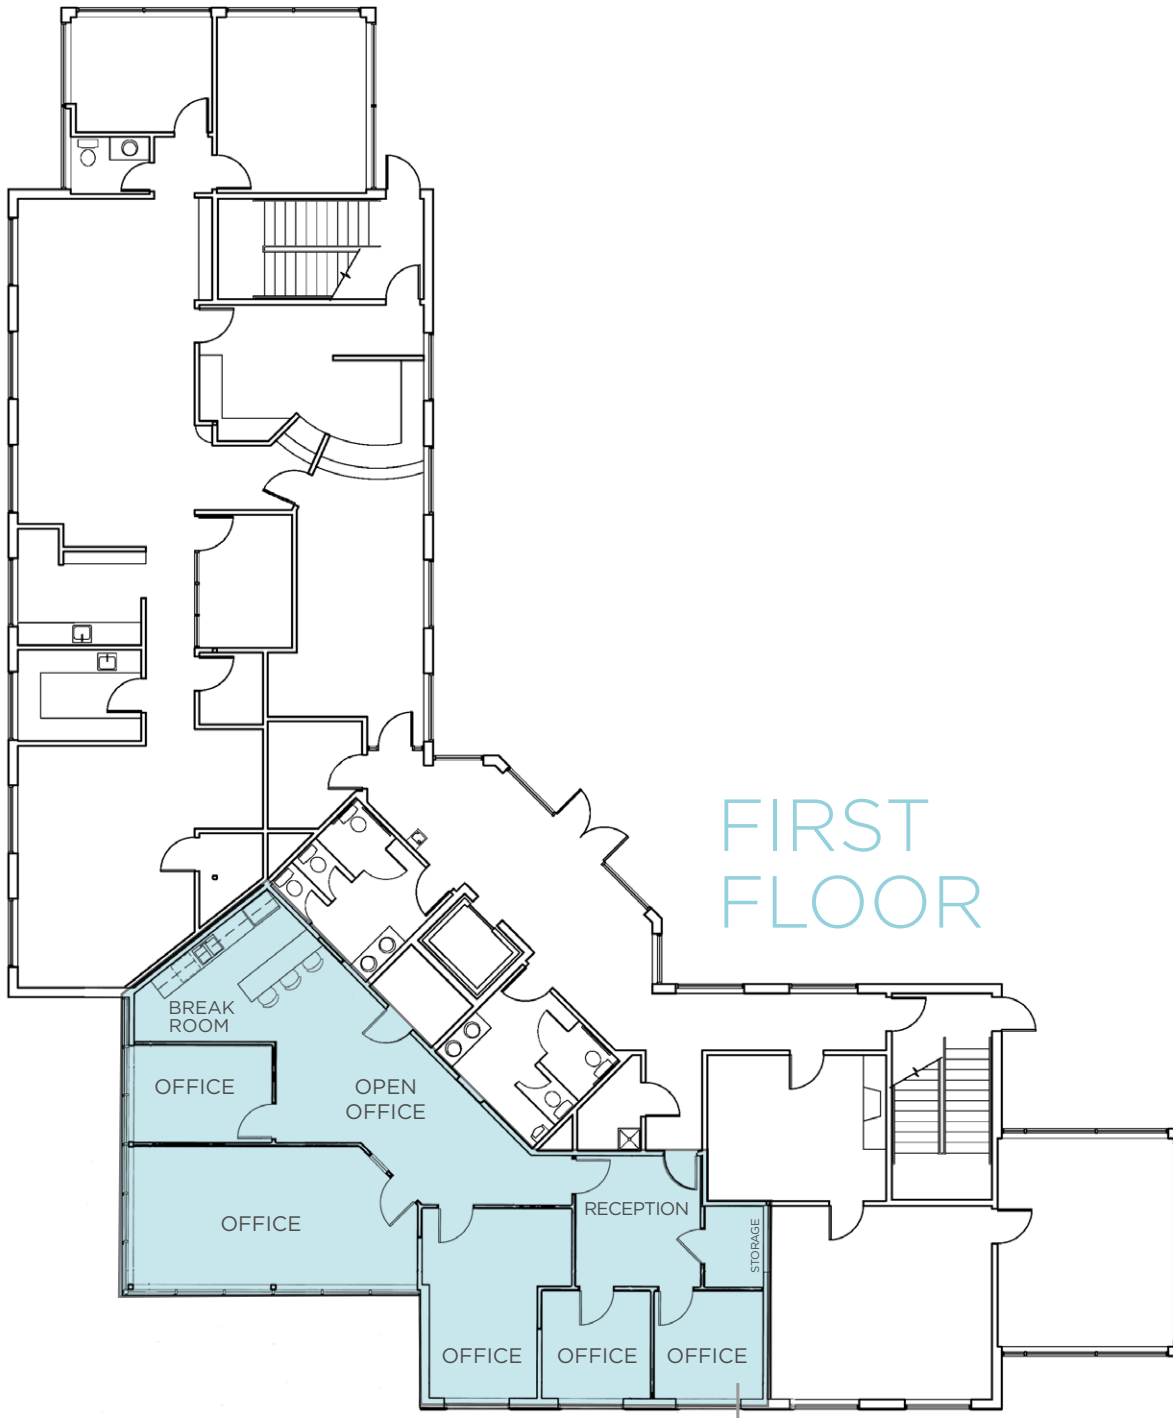 FIRST
FLOOR
BREAK
ROOM
OFFICE
OPEN
OFFICE
OFFICE
RECEPTION
STORAGE
OFFICE
OFFICE
OFFICE